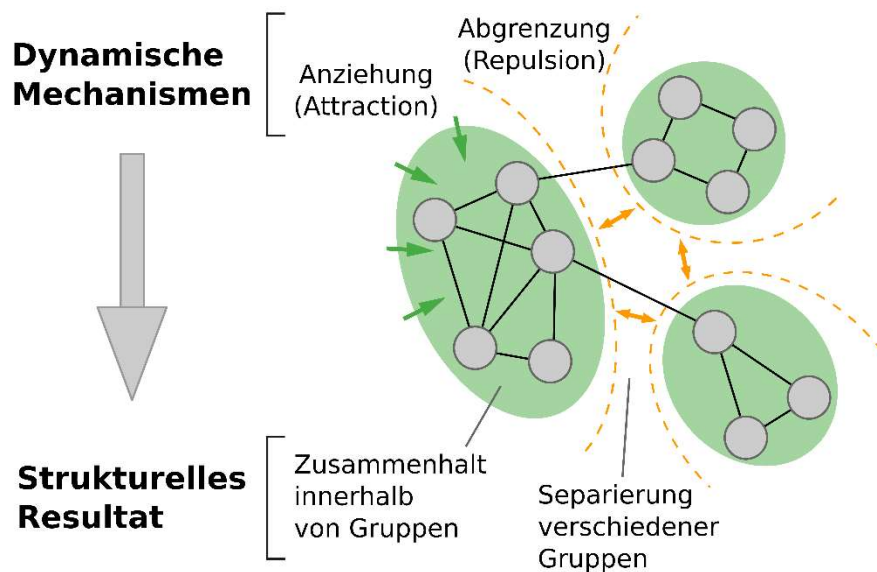 Dynamische
Mechanismen
Anziehung
(Attraction)
Abgrenzung
(Repulsion)
Strukturelles
Resultat
Zusammenhalt
innerhalb
von Gruppen
Separierung
verschiedener
Gruppen